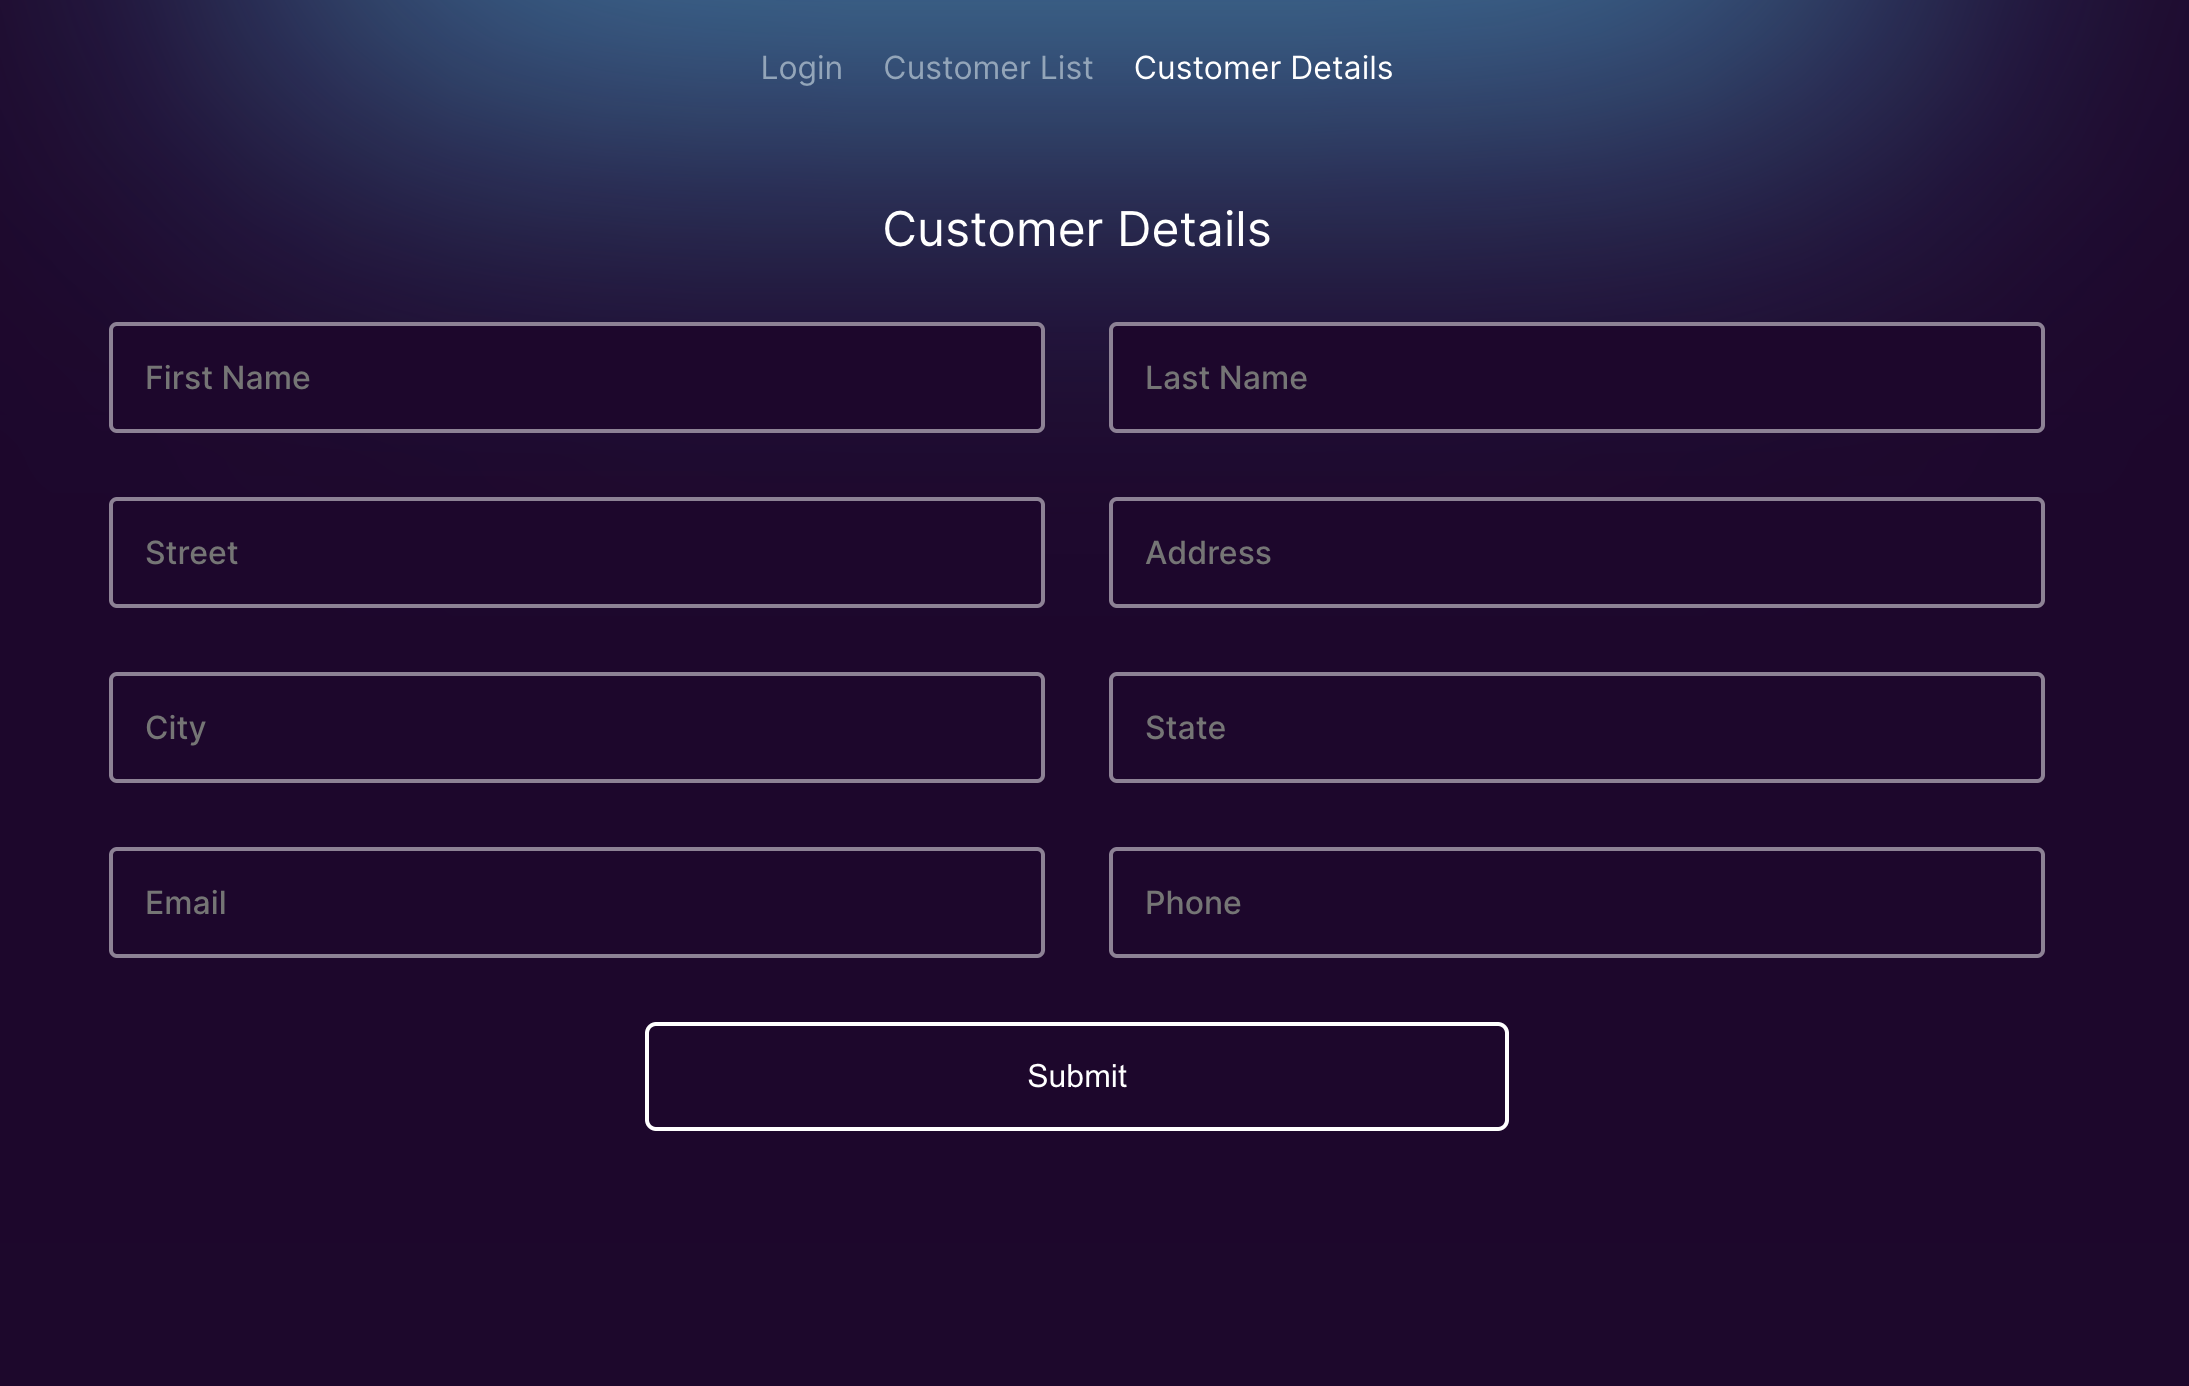 Login Customer List Customer Details
Customer Details
First Name Last Name
Street Address
City State
Email Phone
Submit